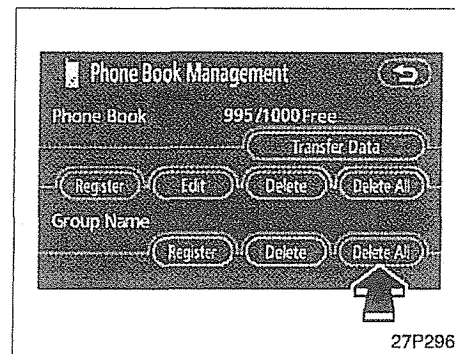 Phone Book Management
Phone Book 995/1000 Free
Transfer Data
Register Edit Delete Delete All
Group Name
Register Delete Delete All
27P296